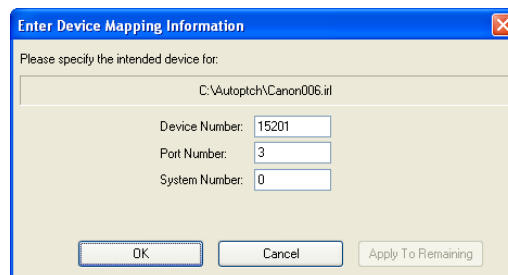 Enter Device Mapping Information
Please specify the intended device for:
C:\Autoptch\Canon006.irl
Device Number: 15201
Port Number: 3
System Number: 0
OK Cancel Apply To Remaining